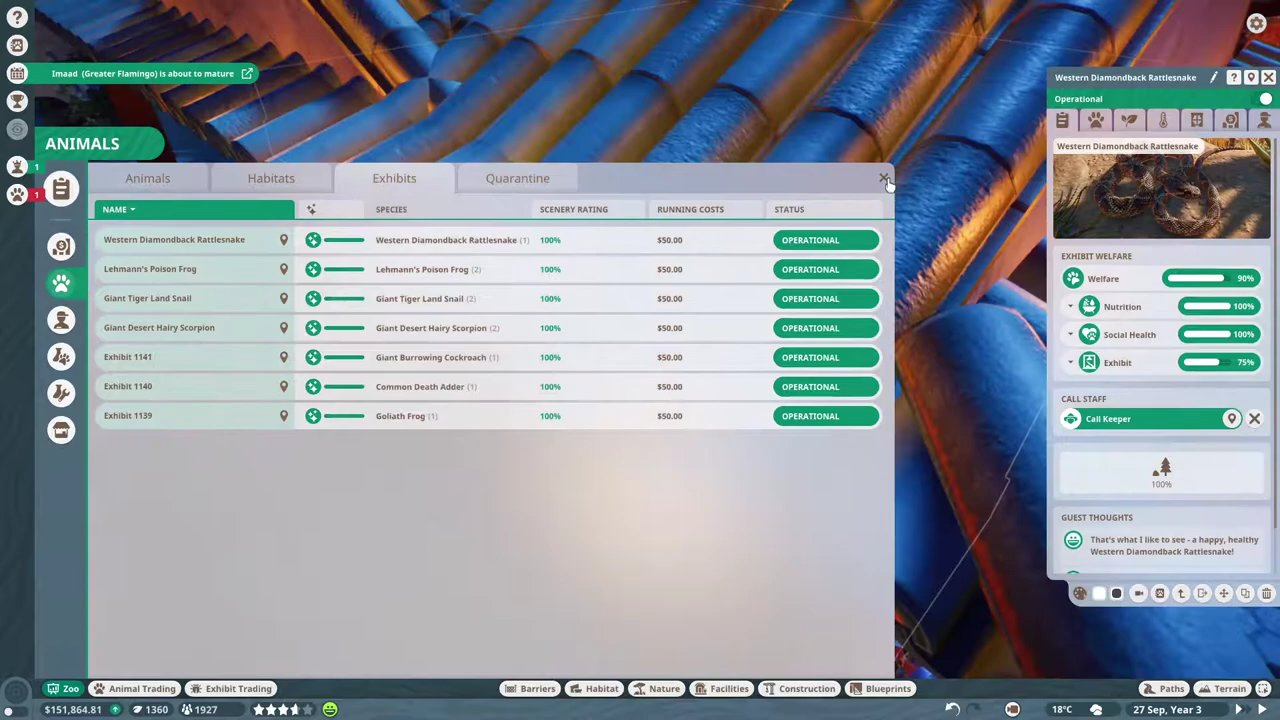 Imaad (Greater Flamingo) is about to mature
ANIMALS
1
1
Animals Habitats Exhibits Quarantine
NAME SPECIES SCENERY RATING RUNNING COSTS STATUS
Western Diamondback Rattlesnake Western Diamondback Rattlesnake (1) 100% $50.00 OPERATIONAL
Lehmann's Poison Frog Lehmann's Poison Frog (2) 100% $50.00 OPERATIONAL
Giant Tiger Land Snail Giant Tiger Land Snail (2) 100% $50.00 OPERATIONAL
Giant Desert Hairy Scorpion Giant Desert Hairy Scorpion (2) 100% $50.00 OPERATIONAL
Exhibit 1141 Giant Burrowing Cockroach (1) 100% $50.00 OPERATIONAL
Exhibit 1140 Common Death Adder (1) 100% $50.00 OPERATIONAL
Exhibit 1139 Goliath Frog (1) 100% $50.00 OPERATIONAL
Western Diamondback Rattlesnake ?
Operational
Western Diamondback Rattlesnake
EXHIBIT WELFARE
Welfare 90%
Nutrition 100%
Social Health 100%
Exhibit 75%
CALL STAFF
Call Keeper
100%
GUEST THOUGHTS
That's what I like to see - a happy, healthy
Western Diamondback Rattlesnake!
Zoo Animal Trading Exhibit Trading Barriers Habitat Nature Facilities Construction Blueprints Paths Terrain
$151,864.81 1360 1927 18°C 27 Sep, Year 3